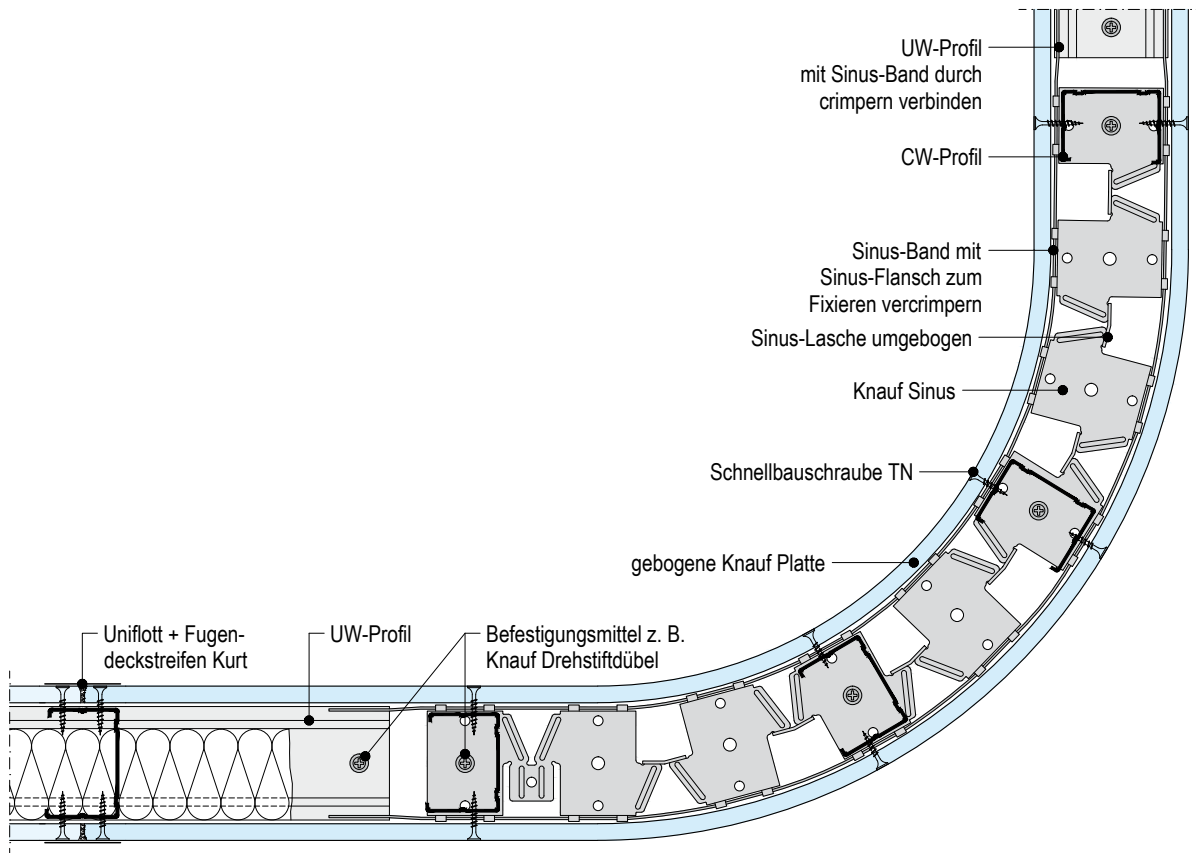 UW-Profil
mit Sinus-Band durch
crimpern verbinden
CW-Profil
Sinus-Band mit
Sinus-Flansch zum
Fixieren vercrimpern
Sinus-Lasche umgebogen
Knauf Sinus
Schnellbauschraube TN
gebogene Knauf Platte
Uniflott + Fugen-
deckstreifen Kurt
UW-Profil
Befestigungsmittel z. B.
Knauf Drehstiftdübel